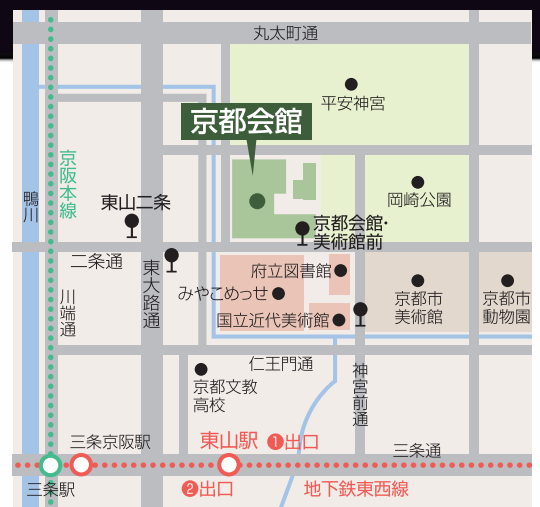 丸太町通
平安神宮
京都会館
京阪本線
岡崎公園
鴨川
東山二条
京都会館・
美術館前
二条通
東大路通
府立図書館
みやこめっせ
京都市
美術館
京都市
動物園
川端通
国立近代美術館
仁王門通
神宮前通
京都文教
高校
三条京阪駅
東山駅 ❶出口
三条通
三条駅
❷出口
地下鉄東西線